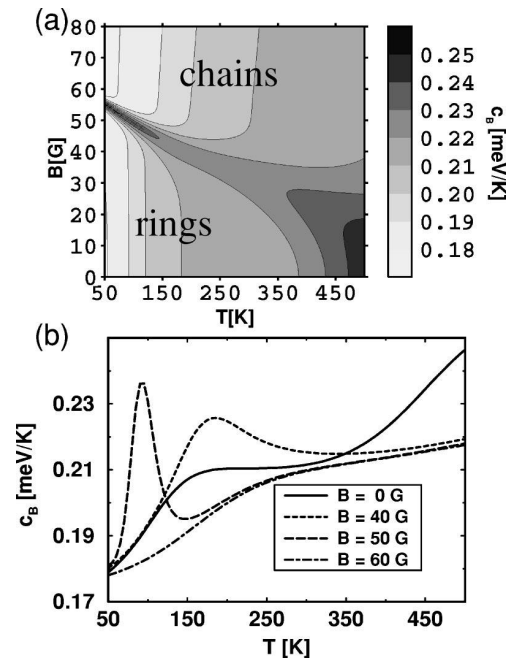 (a)
80
70
60
50
40
30
20
10
0
B[G]
chains
rings
50 150 250 350 450
T[K]
0.25
0.24
0.23
0.22
0.21
0.20
0.19
0.18
c_B [meV/K]
(b)
0.23
0.21
0.19
0.17
c_B [meV/K]
B = 0 G
B = 40 G
B = 50 G
B = 60 G
50 150 250 350 450
T [K]